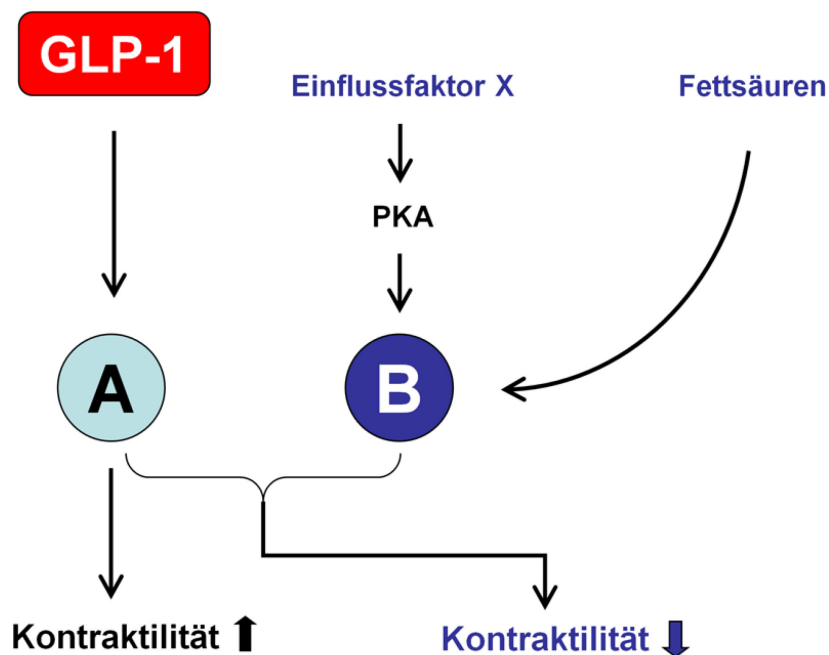 GLP-1
Einflussfaktor X
Fettsäuren
PKA
A
B
Kontraktilität
Kontraktilität